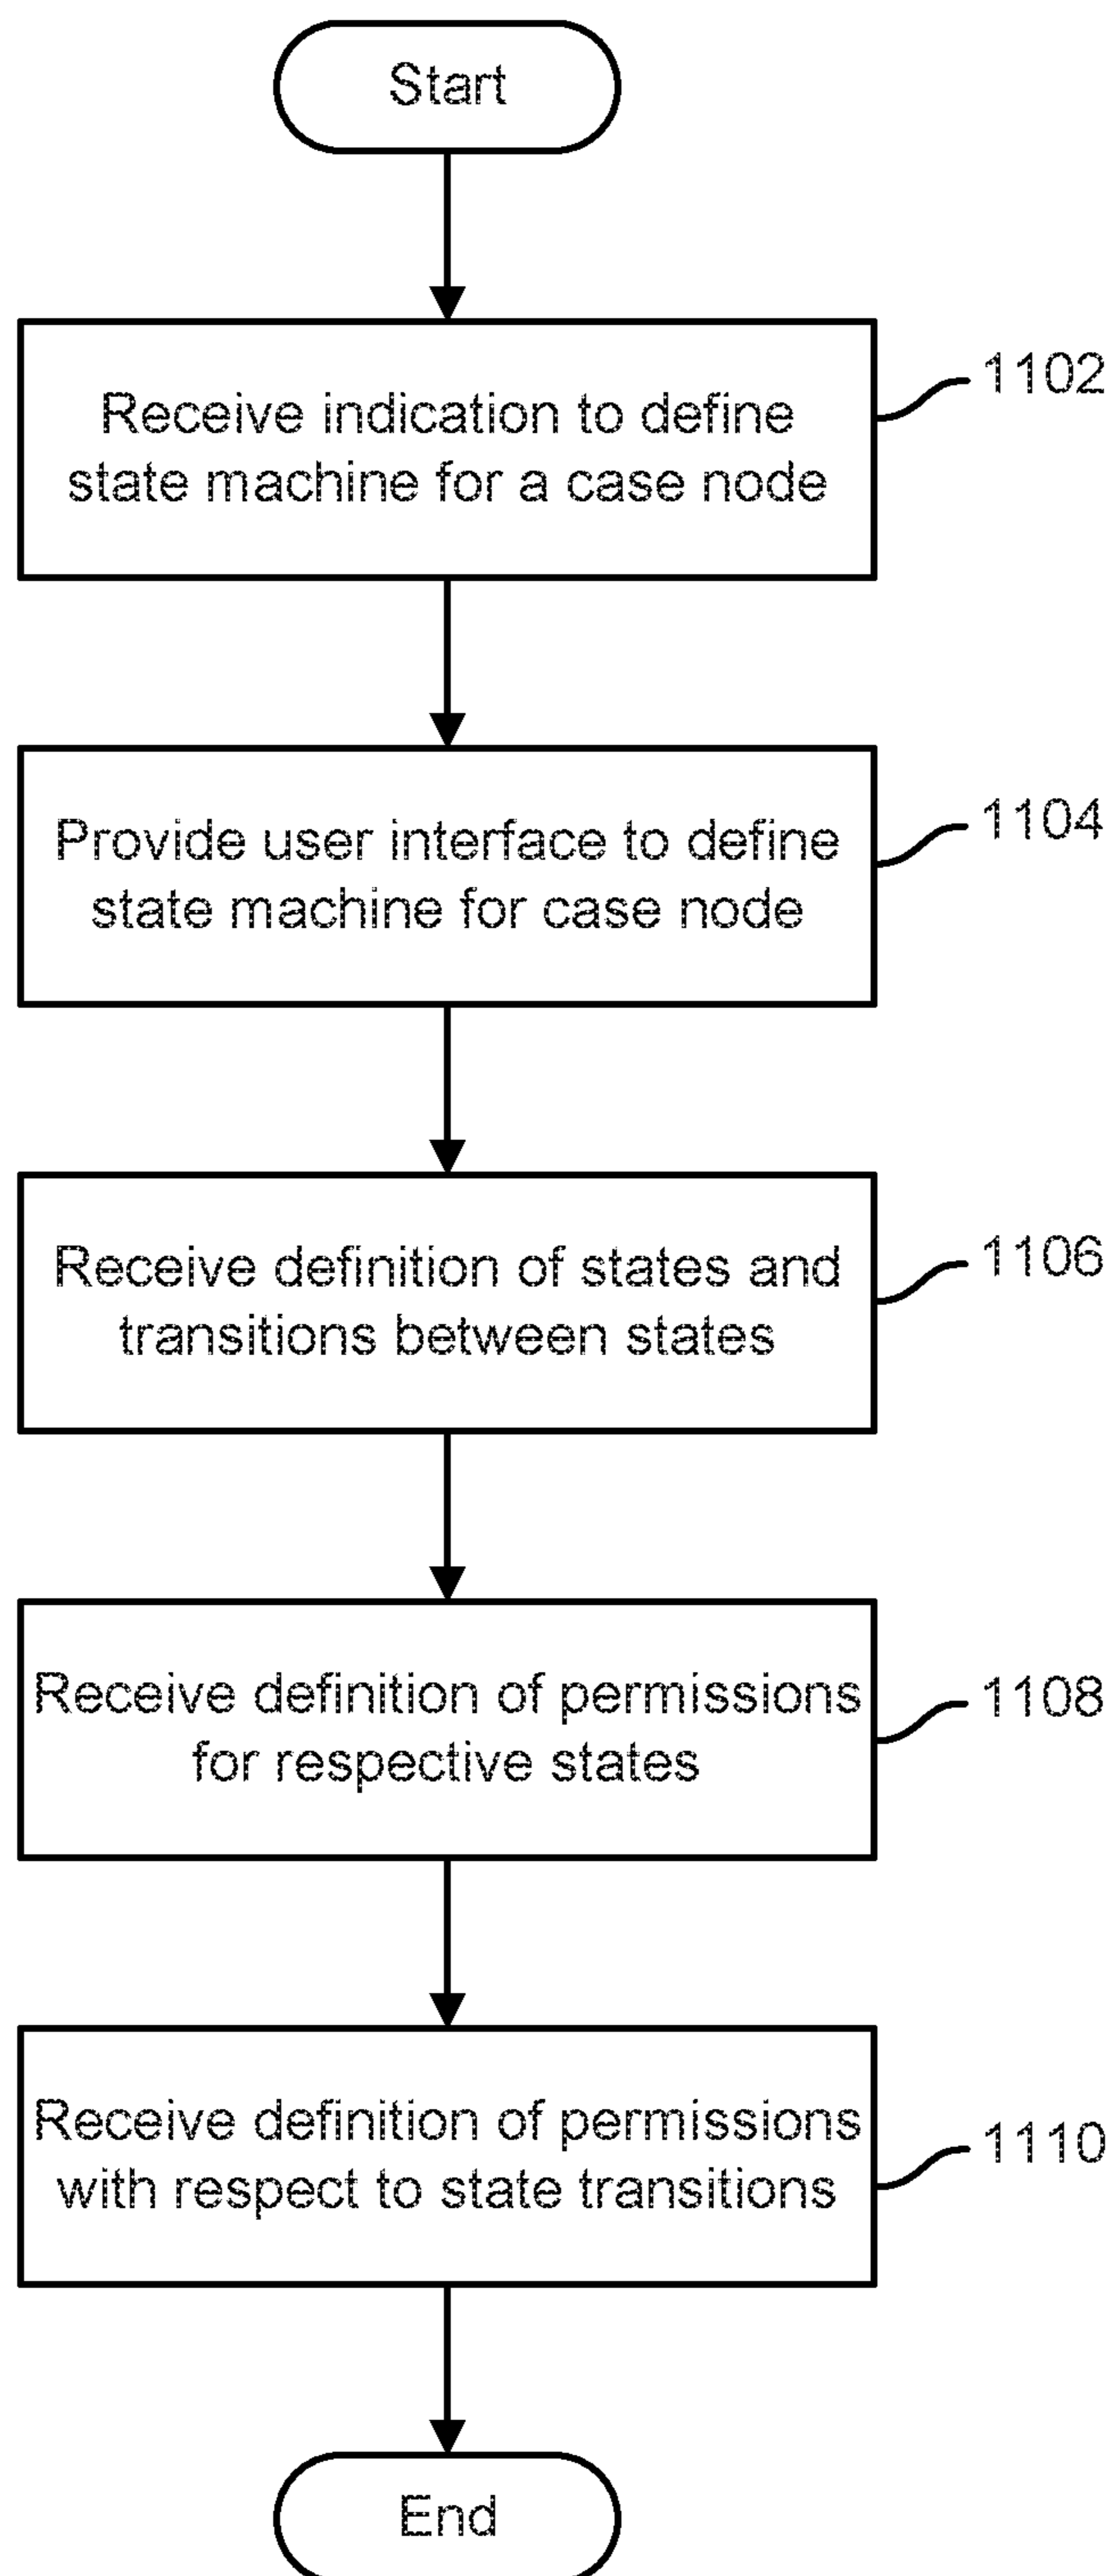 Start
Receive indication to define
state machine for a case node
1102
Provide user interface to define
state machine for case node
1104
Receive definition of states and
transitions between states
1106
Receive definition of permissions
for respective states
1108
Receive definition of permissions
with respect to state transitions
1110
End